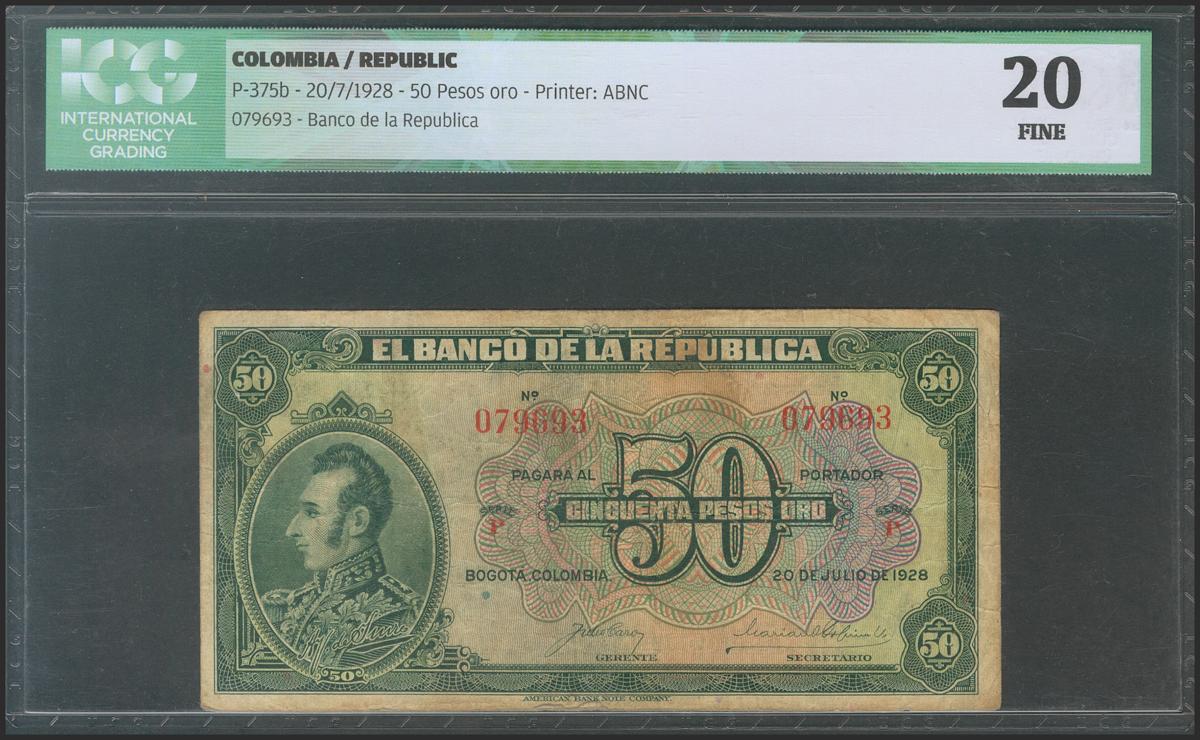 ICG
INTERNATIONAL
CURRENCY
GRADING
COLOMBIA / REPUBLIC
P-375b - 20/7/1928 - 50 Pesos oro - Printer: ABNC
079693 - Banco de la Republica
20
FINE
50 EL BANCO DE LA REPUBLICA 50
Nº Nº
079693 079693
PAGARÁ AL 50 PORTADOR
CINCUENTA PESOS ORO
SERIE SERIE
P P
BOGOTA, COLOMBIA. 20 DE JULIO DE 1928
50
GERENTE SECRETARIO
50
AMERICAN BANK NOTE COMPANY.